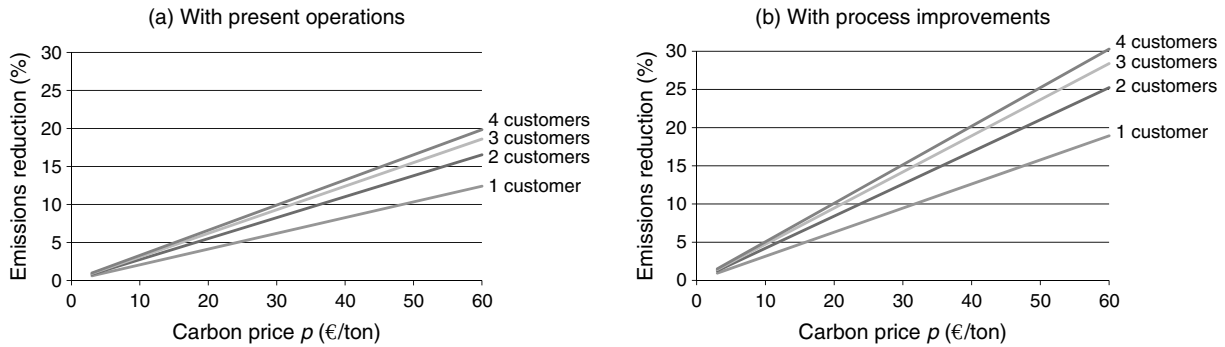 (a) With present operations
Emissions reduction (%)
30
25
20
15
10
5
0
4 customers
3 customers
2 customers
1 customer
0 10 20 30 40 50 60
Carbon price p (€/ton)
(b) With process improvements
Emissions reduction (%)
30
25
20
15
10
5
0
4 customers
3 customers
2 customers
1 customer
0 10 20 30 40 50 60
Carbon price p (€/ton)